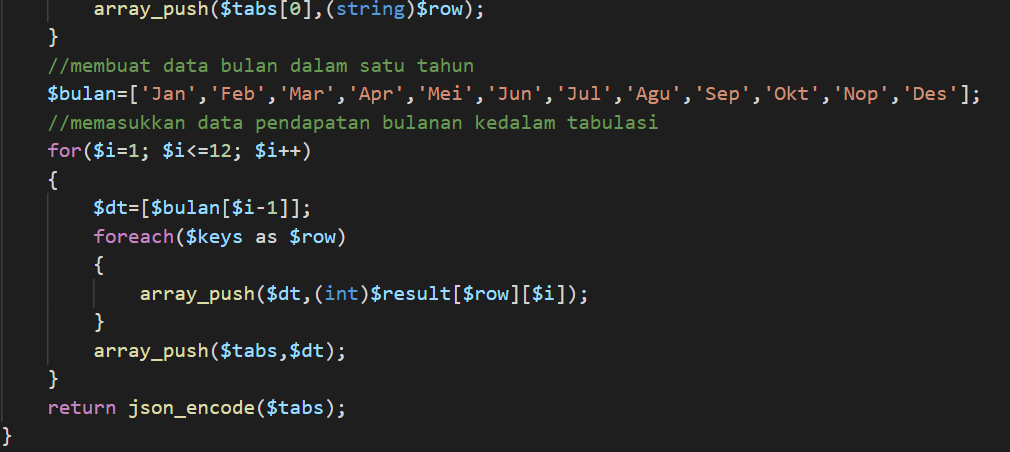 array_push($tabs[0],(string)$row);
}
//membuat data bulan dalam satu tahun
$bulan=['Jan','Feb','Mar','Apr','Mei','Jun','Jul','Agu','Sep','Okt','Nop','Des'];
//memasukkan data pendapatan bulanan kedalam tabulasi
for($i=1; $i<=12; $i++)
{
$dt=[$bulan[$i-1]];
foreach($keys as $row)
{
array_push($dt,(int)$result[$row][$i]);
}
array_push($tabs,$dt);
}
return json_encode($tabs);
}